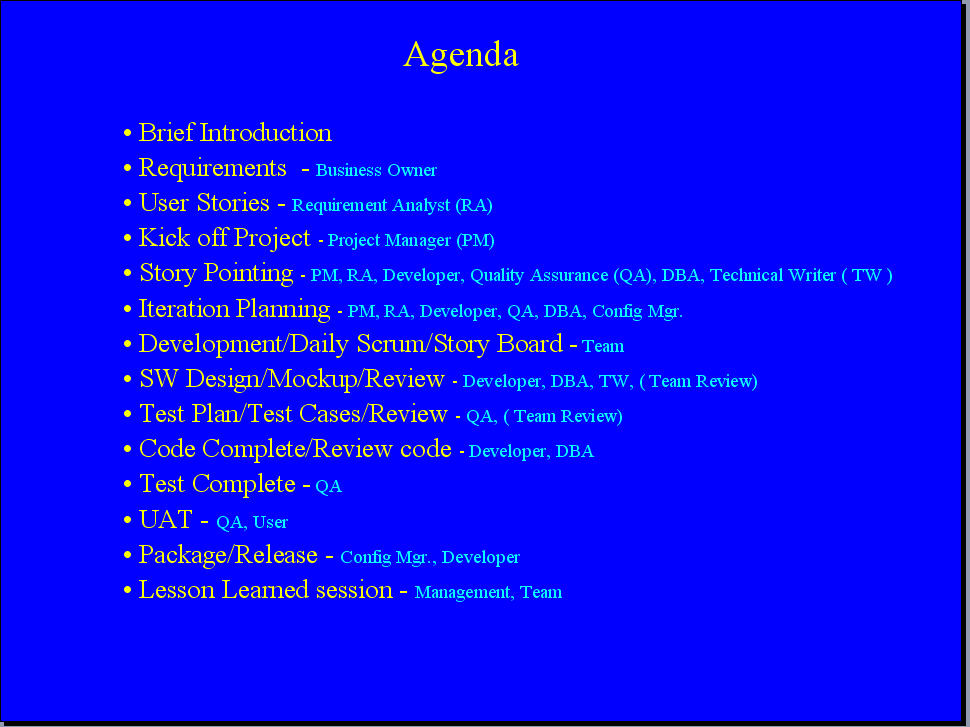 Agenda
• Brief Introduction
• Requirements - Business Owner
• User Stories - Requirement Analyst (RA)
• Kick off Project - Project Manager (PM)
• Story Pointing - PM, RA, Developer, Quality Assurance (QA), DBA, Technical Writer ( TW )
• Iteration Planning - PM, RA, Developer, QA, DBA, Config Mgr.
• Development/Daily Scrum/Story Board - Team
• SW Design/Mockup/Review - Developer, DBA, TW, ( Team Review)
• Test Plan/Test Cases/Review - QA, ( Team Review)
• Code Complete/Review code - Developer, DBA
• Test Complete - QA
• UAT - QA, User
• Package/Release - Config Mgr., Developer
• Lesson Learned session - Management, Team